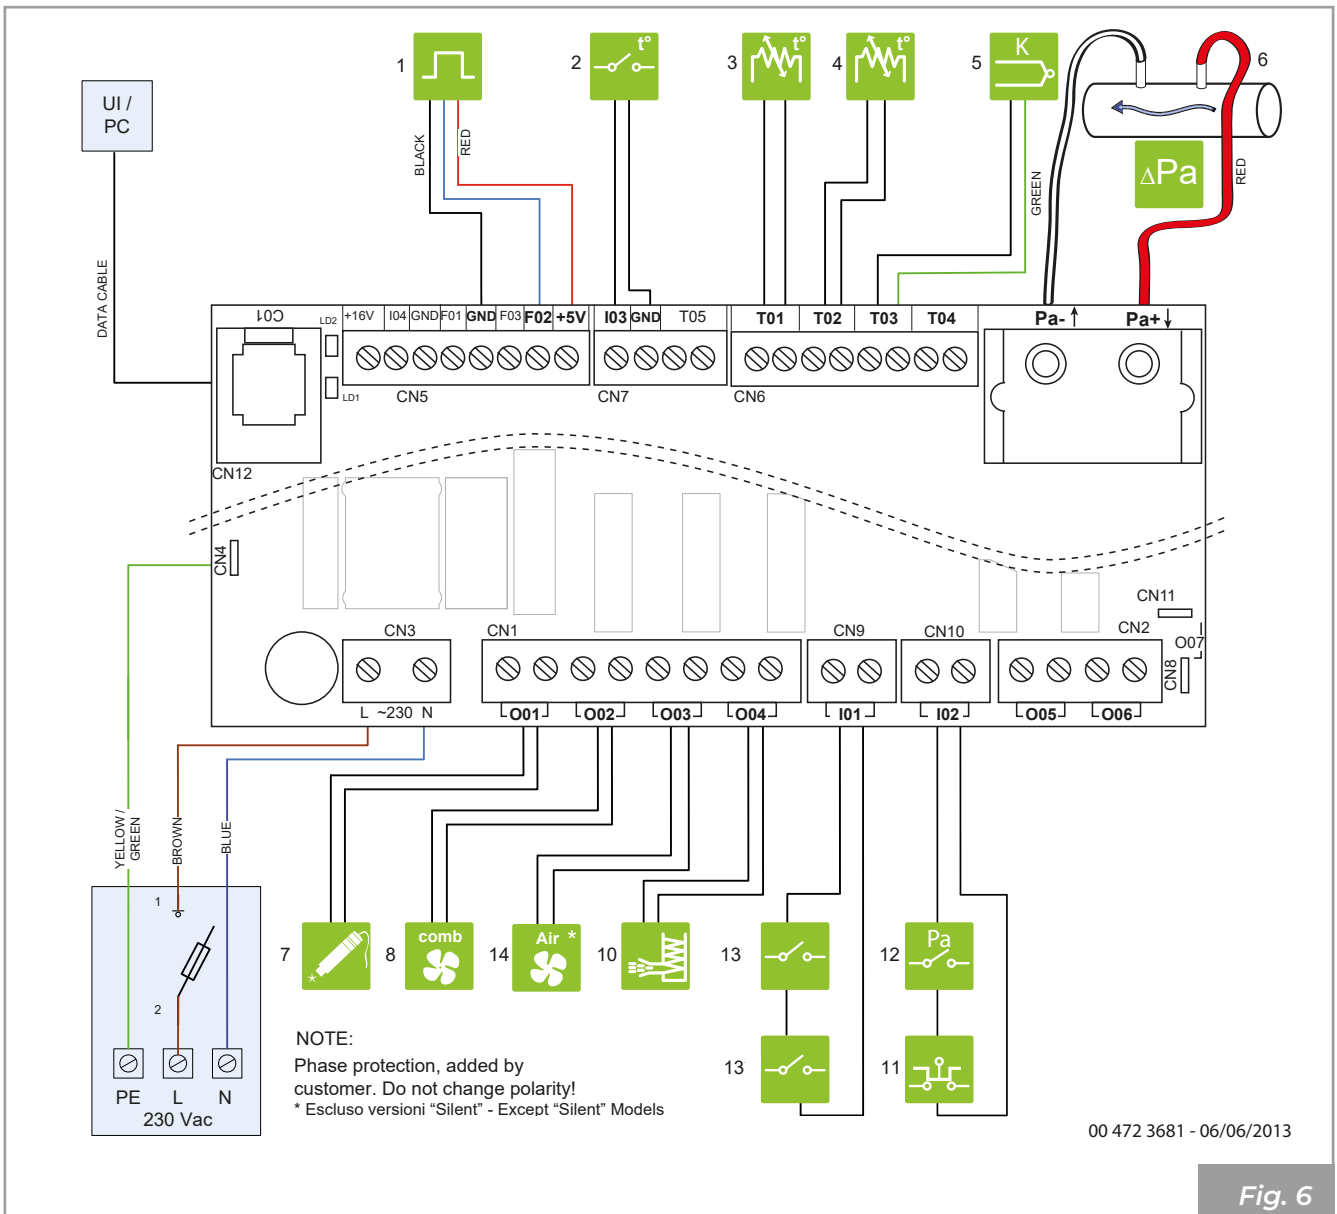 1
2 t°
3 t°
4 t°
5 K
6
UI /
PC
BLACK
RED
GREEN
ΔPa
RED
DATA CABLE
C01
LD2
LD1
+16V I04 GND F01 GND F03 F02 +5V
I03 GND T05
T01 T02 T03 T04
Pa- Pa+
CN5
CN7
CN6
CN12
CN4
CN11
CN3
CN1
CN9
CN10
CN2
O07
CN8
L ~230 N
O01 O02 O03 O04
I01
I02
O05 O06
YELLOW /
GREEN
BROWN
BLUE
1
2
PE L N
230 Vac
7
8 comb
14 Air *
10
13
12 Pa
13
11
NOTE:
Phase protection, added by
customer. Do not change polarity!
* Escluso versioni “Silent” - Except “Silent” Models
00 472 3681 - 06/06/2013
Fig. 6